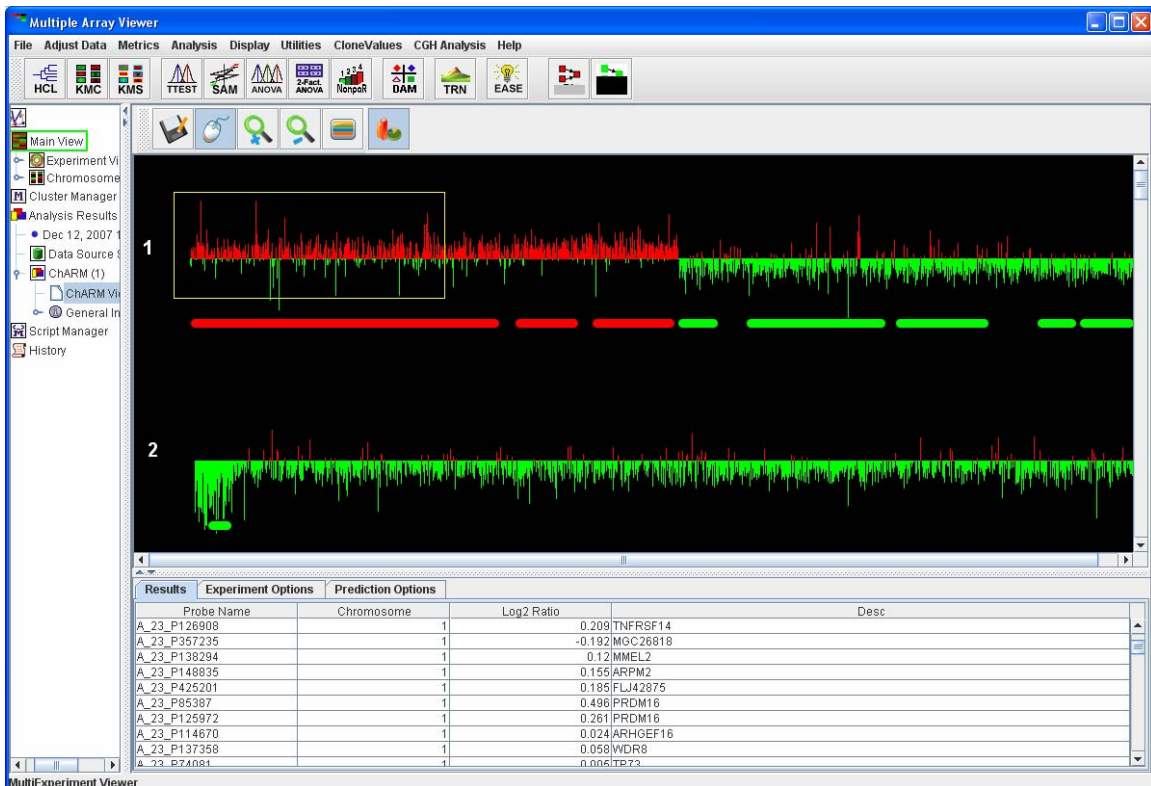 Multiple Array Viewer
File Adjust Data Metrics Analysis Display Utilities CloneValues CGH Analysis Help
HCL KMC KMS TTEST SAM ANOVA 2-Fact. ANOVA NonpaR DAM TRN EASE
Main View
Experiment Vi
Chromosome
Cluster Manager
Analysis Results
Dec 12, 2007 1
Data Source S
ChARM (1)
ChARM Vi
General In
Script Manager
History
1
2
Results Experiment Options Prediction Options
Probe Name Chromosome Log2 Ratio Desc
A_23_P126908 1 0.209 TNFRSF14
A_23_P357235 1 -0.192 MGC26818
A_23_P138294 1 0.12 MMEL2
A_23_P148835 1 0.155 ARPM2
A_23_P425201 1 0.185 FLJ42875
A_23_P85387 1 0.496 PRDM16
A_23_P125972 1 0.261 PRDM16
A_23_P114670 1 0.024 ARHGEF16
A_23_P137358 1 0.058 WDR8
A_23_P74081 1 0.005 TP73
MultiExperiment Viewer